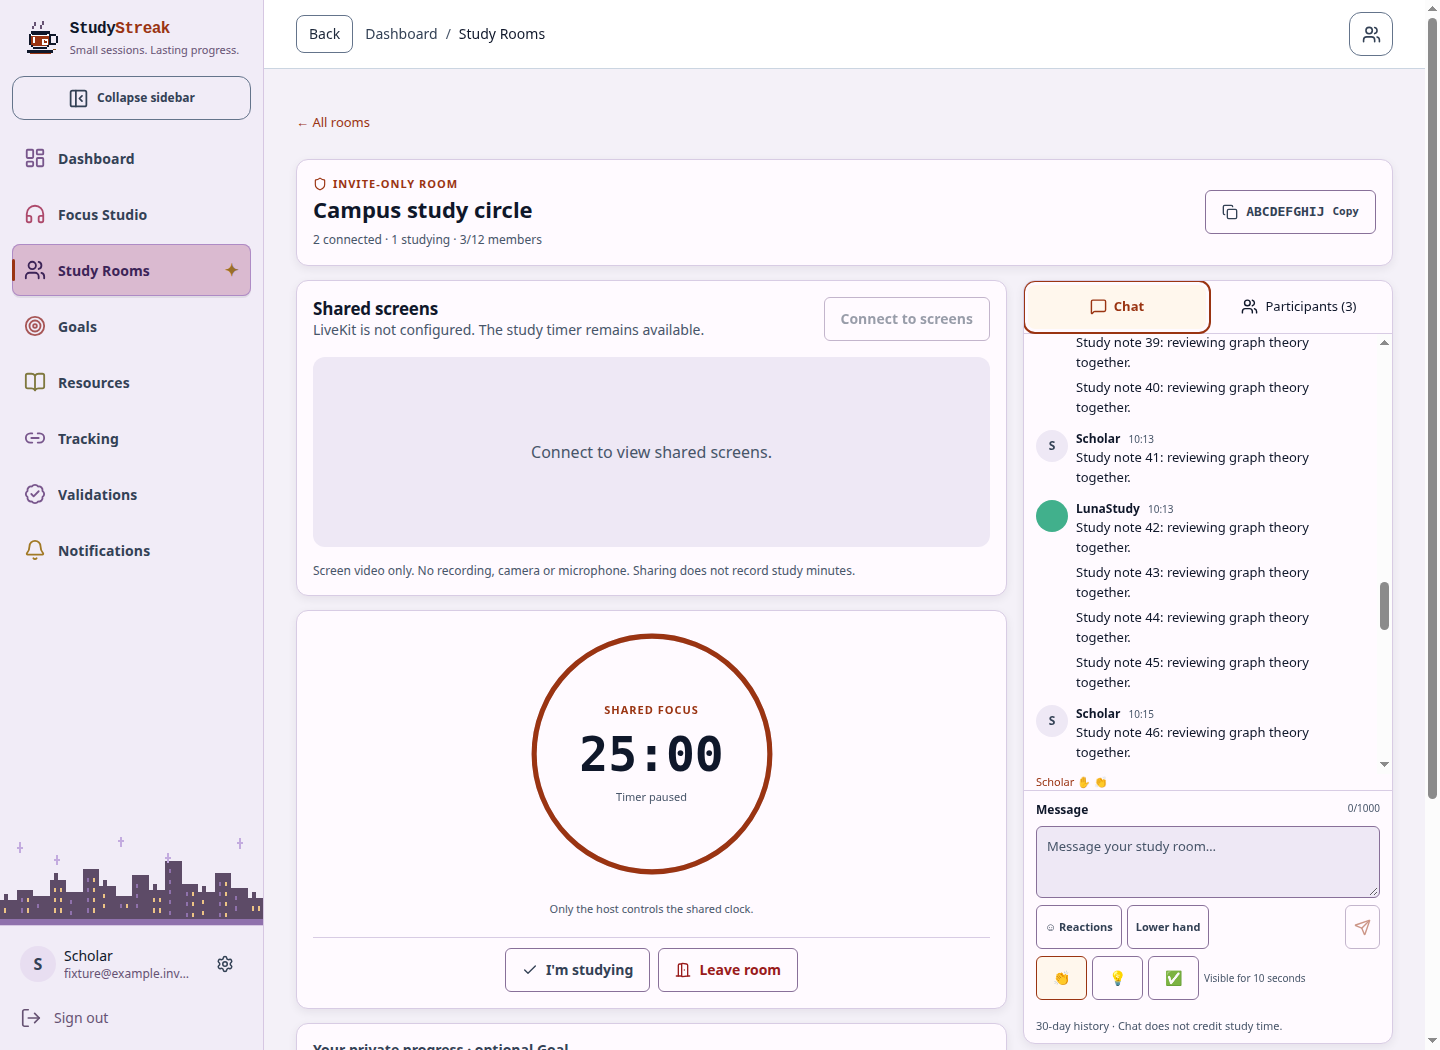 StudyStreak
Small sessions. Lasting progress.
Collapse sidebar
Dashboard
Focus Studio
Study Rooms
Goals
Resources
Tracking
Validations
Notifications
S
Scholar
fixture@example.inv...
Sign out
Back
Dashboard / Study Rooms
← All rooms
INVITE-ONLY ROOM
Campus study circle
2 connected · 1 studying · 3/12 members
ABCDEFGHIJ Copy
Shared screens
LiveKit is not configured. The study timer remains available.
Connect to screens
Connect to view shared screens.
Screen video only. No recording, camera or microphone. Sharing does not record study minutes.
SHARED FOCUS
25:00
Timer paused
Only the host controls the shared clock.
I'm studying
Leave room
Your private progress · optional Goal
Chat
Participants (3)
Study note 39: reviewing graph theory
together.
Study note 40: reviewing graph theory
together.
S
Scholar 10:13
Study note 41: reviewing graph theory
together.
LunaStudy 10:13
Study note 42: reviewing graph theory
together.
Study note 43: reviewing graph theory
together.
Study note 44: reviewing graph theory
together.
Study note 45: reviewing graph theory
together.
S
Scholar 10:15
Study note 46: reviewing graph theory
together.
Scholar ✋ 👏
Message
0/1000
Message your study room...
☺ Reactions
Lower hand
👏 💡 ✅ Visible for 10 seconds
30-day history · Chat does not credit study time.